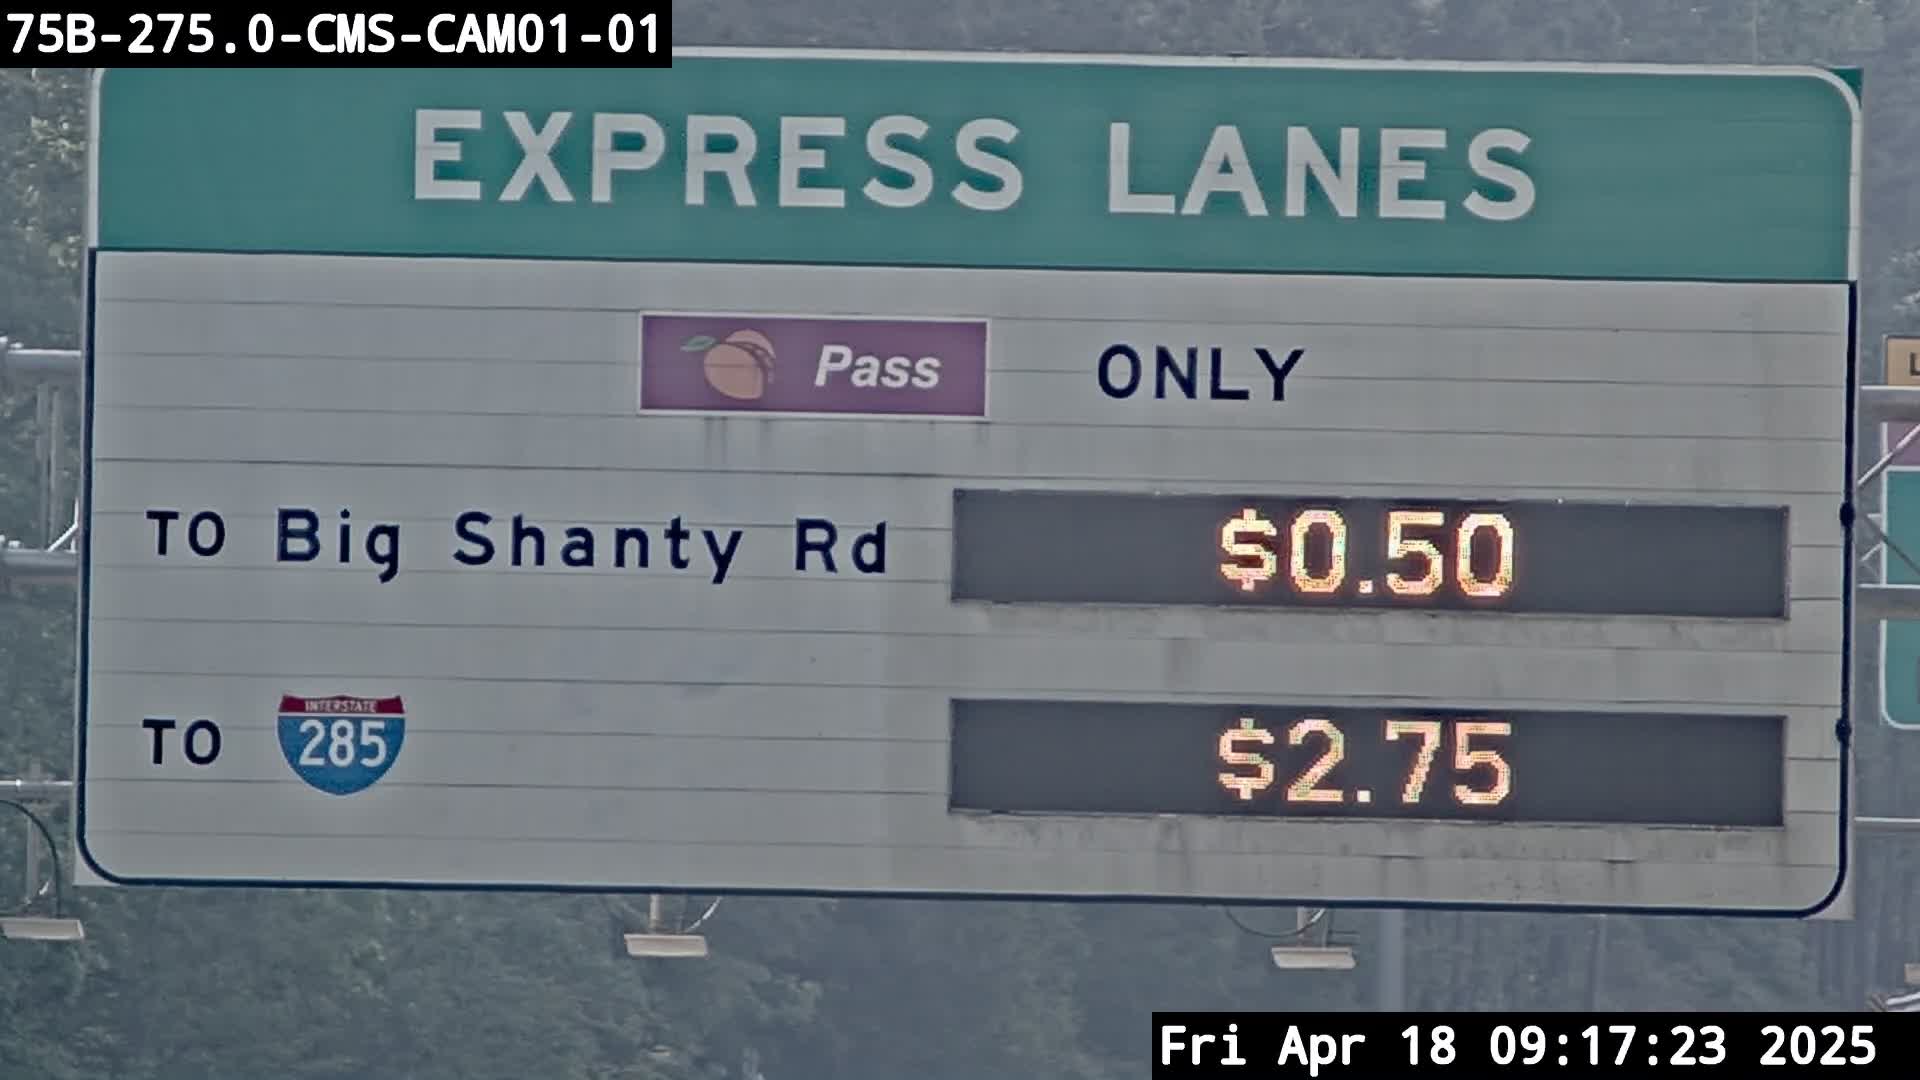 75B-275.0-CMS-CAM01-01
EXPRESS LANES
Pass ONLY
TO Big Shanty Rd $0.50
INTERSTATE
TO 285 $2.75
Fri Apr 18 09:17:23 2025